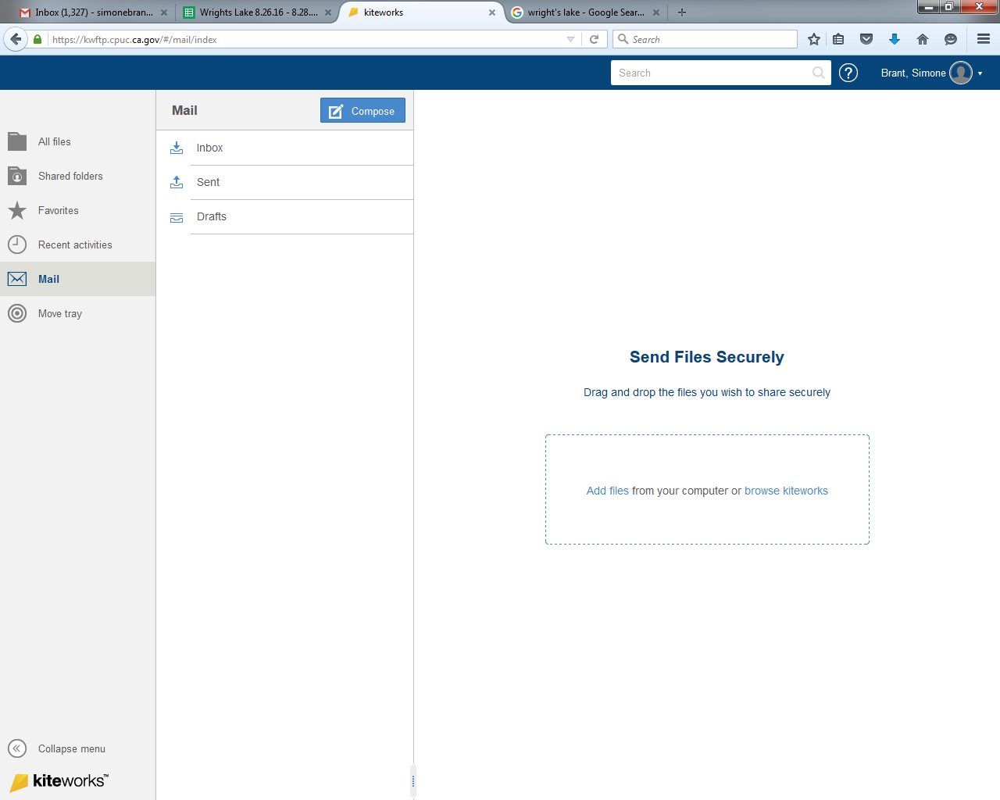 Inbox (1,327) - simonebran...
Wrights Lake 8.26.16 - 8.28....
kiteworks
wright's lake - Google Sear...
https://kwftp.cpuc.ca.gov/#/mail/index
Search
Search
Brant, Simone
All files
Shared folders
Favorites
Recent activities
Mail
Move tray
Collapse menu
kiteworks™
Mail
Compose
Inbox
Sent
Drafts
Send Files Securely
Drag and drop the files you wish to share securely
Add files from your computer or browse kiteworks